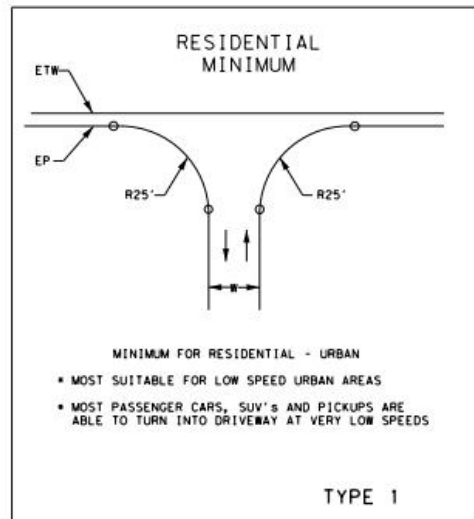 RESIDENTIAL
MINIMUM
ETW
EP
R25'
R25'
W
MINIMUM FOR RESIDENTIAL - URBAN
* MOST SUITABLE FOR LOW SPEED URBAN AREAS
* MOST PASSENGER CARS, SUV's AND PICKUPS ARE
ABLE TO TURN INTO DRIVEWAY AT VERY LOW SPEEDS
TYPE 1